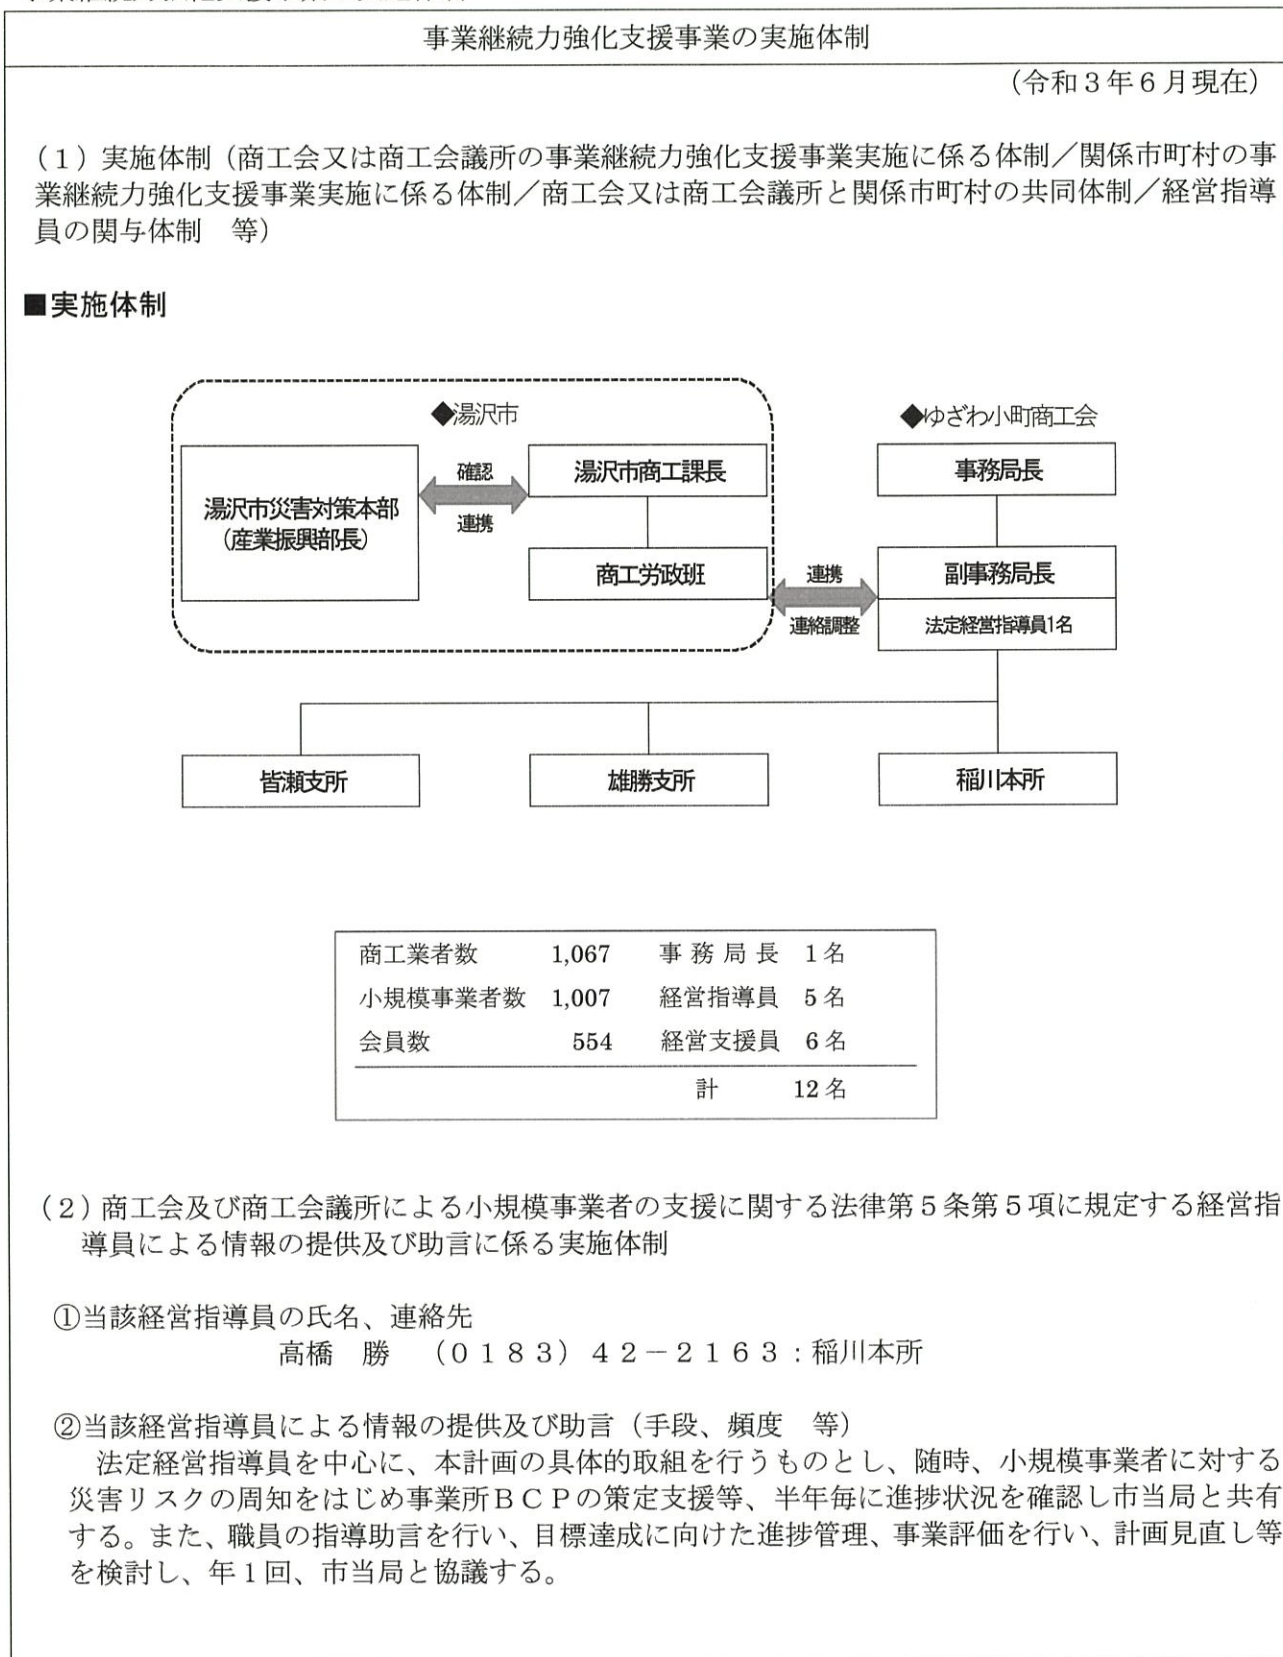 事業継続力強化支援事業の実施体制
（令和３年６月現在）
（１）実施体制（商工会又は商工会議所の事業継続力強化支援事業実施に係る体制／関係市町村の事
業継続力強化支援事業実施に係る体制／商工会又は商工会議所と関係市町村の共同体制／経営指導
員の関与体制　等）
■実施体制
◆湯沢市
◆ゆざわ小町商工会
湯沢市災害対策本部
（産業振興部長）
確認
連携
湯沢市商工課長
商工労政班
連携
連絡調整
事務局長
副事務局長
法定経営指導員1名
皆瀬支所
雄勝支所
稲川本所
商工業者数　1,067　事務局長　1名
小規模事業者数　1,007　経営指導員　5名
会員数　554　経営支援員　6名
計　12名
（２）商工会及び商工会議所による小規模事業者の支援に関する法律第５条第５項に規定する経営指
導員による情報の提供及び助言に係る実施体制
①当該経営指導員の氏名、連絡先
高橋　勝　（０１８３）４２－２１６３：稲川本所
②当該経営指導員による情報の提供及び助言（手段、頻度　等）
法定経営指導員を中心に、本計画の具体的取組を行うものとし、随時、小規模事業者に対する
災害リスクの周知をはじめ事業所ＢＣＰの策定支援等、半年毎に進捗状況を確認し市当局と共有
する。また、職員の指導助言を行い、目標達成に向けた進捗管理、事業評価を行い、計画見直し等
を検討し、年１回、市当局と協議する。